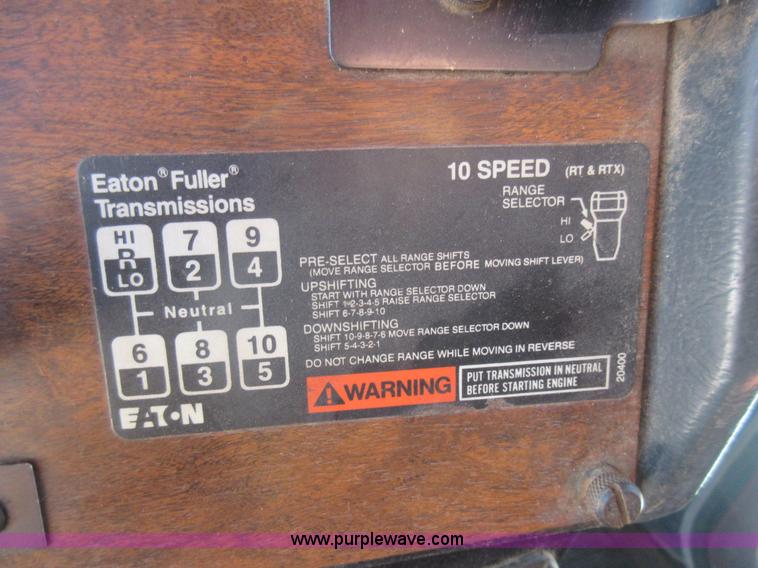 Eaton® Fuller®
Transmissions
10 SPEED (RT & RTX)
RANGE
SELECTOR
HI
LO
HI
R
LO
7
2
9
4
Neutral
6
1
8
3
10
5
PRE-SELECT ALL RANGE SHIFTS
(MOVE RANGE SELECTOR BEFORE MOVING SHIFT LEVER)
UPSHIFTING
START WITH RANGE SELECTOR DOWN
SHIFT 1-2-3-4-5 RAISE RANGE SELECTOR
SHIFT 6-7-8-9-10
DOWNSHIFTING
SHIFT 10-9-8-7-6 MOVE RANGE SELECTOR DOWN
SHIFT 5-4-3-2-1
DO NOT CHANGE RANGE WHILE MOVING IN REVERSE
WARNING
PUT TRANSMISSION IN NEUTRAL
BEFORE STARTING ENGINE
20400
EATON
www.purplewave.com